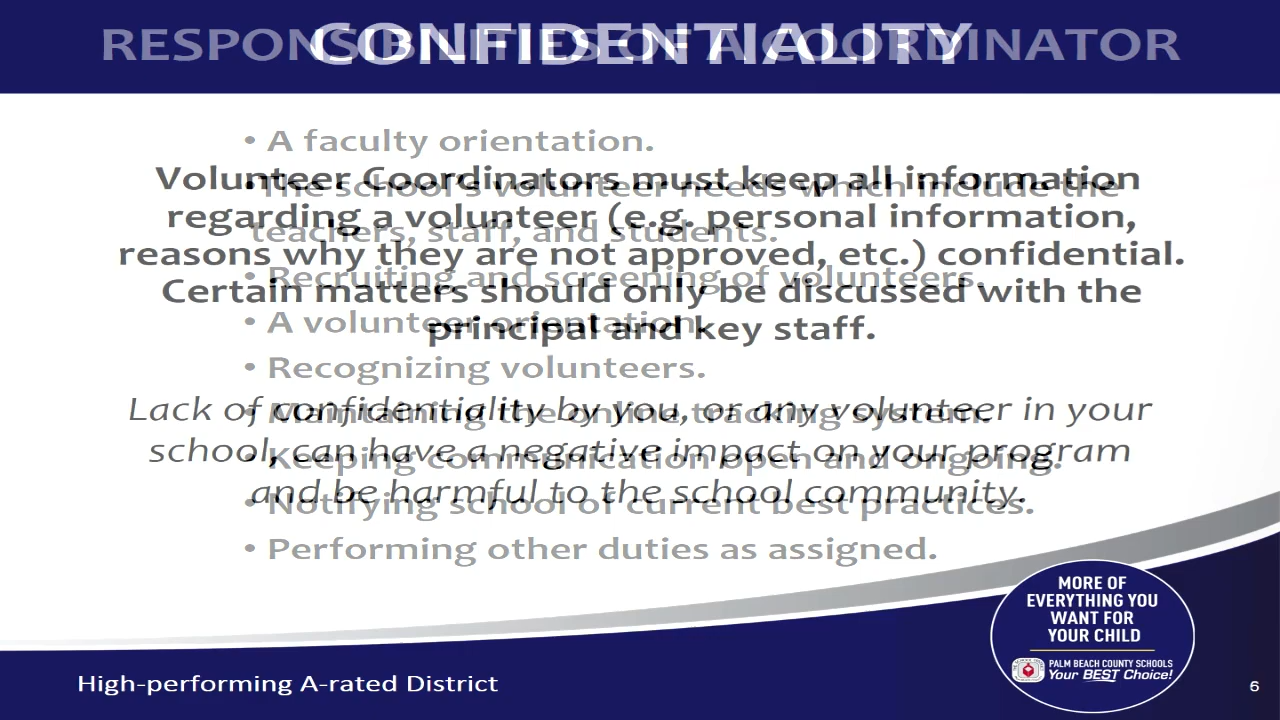 RESPONSIBILITIES OF A COORDINATOR
CONFIDENTIALITY
• A faculty orientation.
• The school's volunteer needs which include the
teachers, staff, and students.
• Recruiting and screening of volunteers.
• A volunteer orientation.
• Recognizing volunteers.
• Maintaining the online tracking system.
• Keeping communication open and ongoing.
• Notifying school of current best practices.
• Performing other duties as assigned.
Volunteer Coordinators must keep all information
regarding a volunteer (e.g. personal information,
reasons why they are not approved, etc.) confidential.
Certain matters should only be discussed with the
principal and key staff.
Lack of confidentiality by you, or any volunteer in your
school, can have a negative impact on your program
and be harmful to the school community.
MORE OF
EVERYTHING YOU
WANT FOR
YOUR CHILD
PALM BEACH COUNTY SCHOOLS
Your BEST Choice!
High-performing A-rated District
6